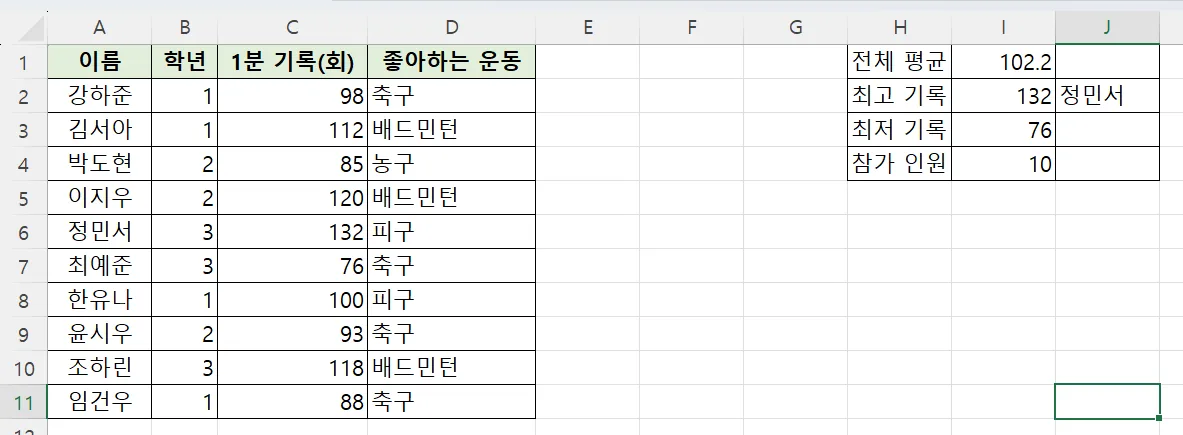 A B C D E F G H I J
1 이름 학년 1분 기록(회) 좋아하는 운동 전체 평균 102.2
2 강하준 1 98 축구 최고 기록 132 정민서
3 김서아 1 112 배드민턴 최저 기록 76
4 박도현 2 85 농구 참가 인원 10
5 이지우 2 120 배드민턴
6 정민서 3 132 피구
7 최예준 3 76 축구
8 한유나 1 100 피구
9 윤시우 2 93 축구
10 조하린 3 118 배드민턴
11 임건우 1 88 축구